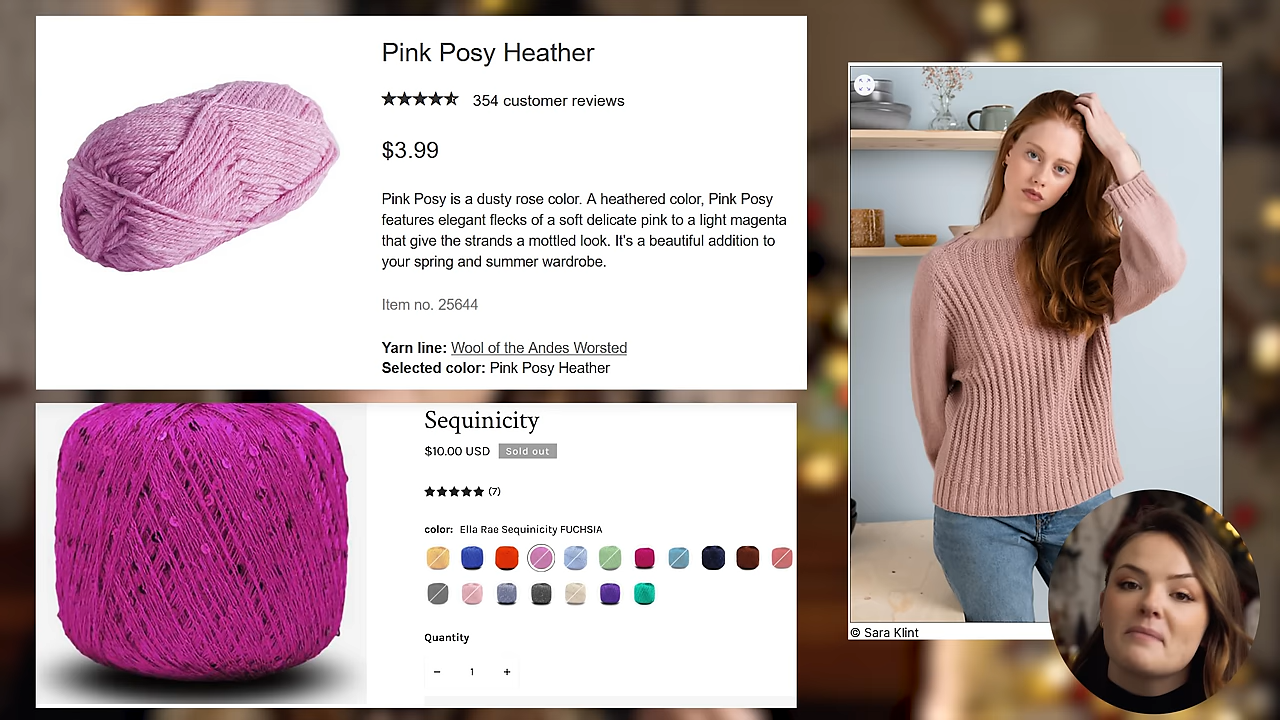 Pink Posy Heather
354 customer reviews
$3.99
Pink Posy is a dusty rose color. A heathered color, Pink Posy
features elegant flecks of a soft delicate pink to a light magenta
that give the strands a mottled look. It's a beautiful addition to
your spring and summer wardrobe.
Item no. 25644
Yarn line: Wool of the Andes Worsted
Selected color: Pink Posy Heather
Sequinicity
$10.00 USD Sold out
(7)
color: Ella Rae Sequinicity FUCHSIA
Quantity
− 1 +
© Sara Klint